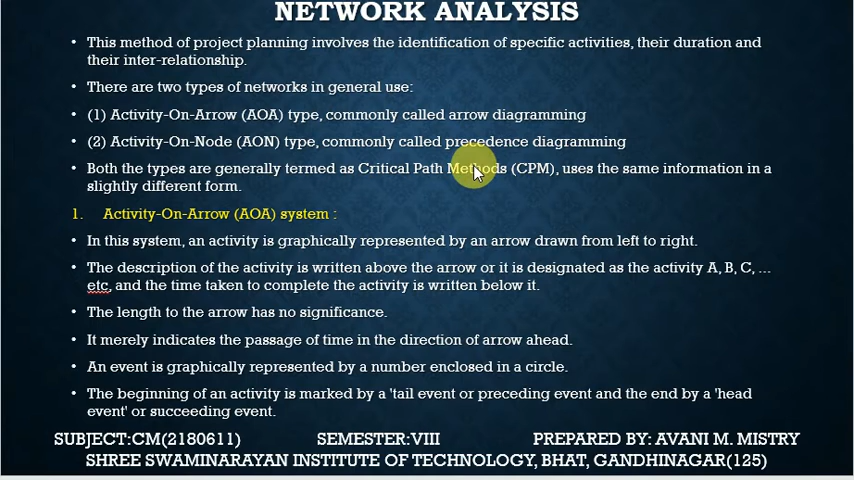 NETWORK ANALYSIS
• This method of project planning involves the identification of specific activities, their duration and
their inter-relationship.
• There are two types of networks in general use:
• (1) Activity-On-Arrow (AOA) type, commonly called arrow diagramming
• (2) Activity-On-Node (AON) type, commonly called precedence diagramming
• Both the types are generally termed as Critical Path Methods (CPM), uses the same information in a
slightly different form.
1. Activity-On-Arrow (AOA) system :
• In this system, an activity is graphically represented by an arrow drawn from left to right.
• The description of the activity is written above the arrow or it is designated as the activity A, B, C, ...
etc, and the time taken to complete the activity is written below it.
• The length to the arrow has no significance.
• It merely indicates the passage of time in the direction of arrow ahead.
• An event is graphically represented by a number enclosed in a circle.
• The beginning of an activity is marked by a 'tail event or preceding event and the end by a 'head
event' or succeeding event.
SUBJECT:CM(2180611) SEMESTER:VIII PREPARED BY: AVANI M. MISTRY
SHREE SWAMINARAYAN INSTITUTE OF TECHNOLOGY, BHAT, GANDHINAGAR(125)